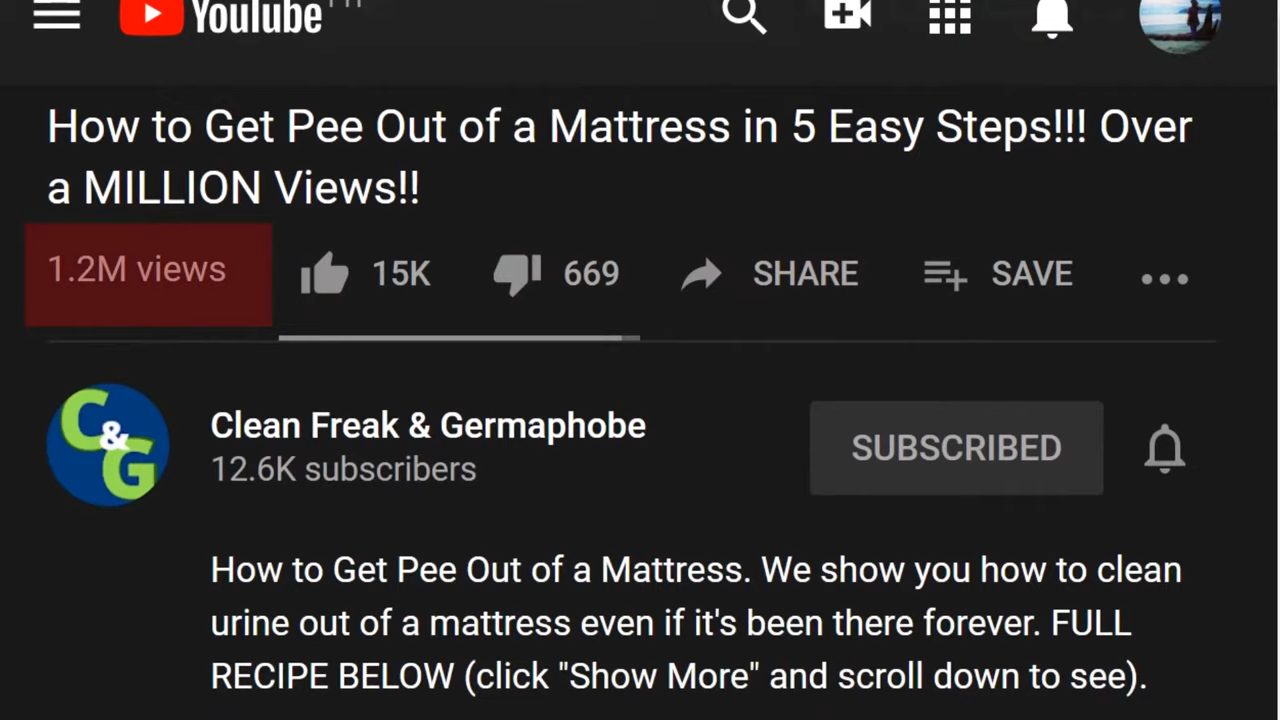 YouTube
How to Get Pee Out of a Mattress in 5 Easy Steps!!! Over
a MILLION Views!!
1.2M views 15K 669 SHARE SAVE
C&G
Clean Freak & Germaphobe
12.6K subscribers
SUBSCRIBED
How to Get Pee Out of a Mattress. We show you how to clean
urine out of a mattress even if it's been there forever. FULL
RECIPE BELOW (click "Show More" and scroll down to see).